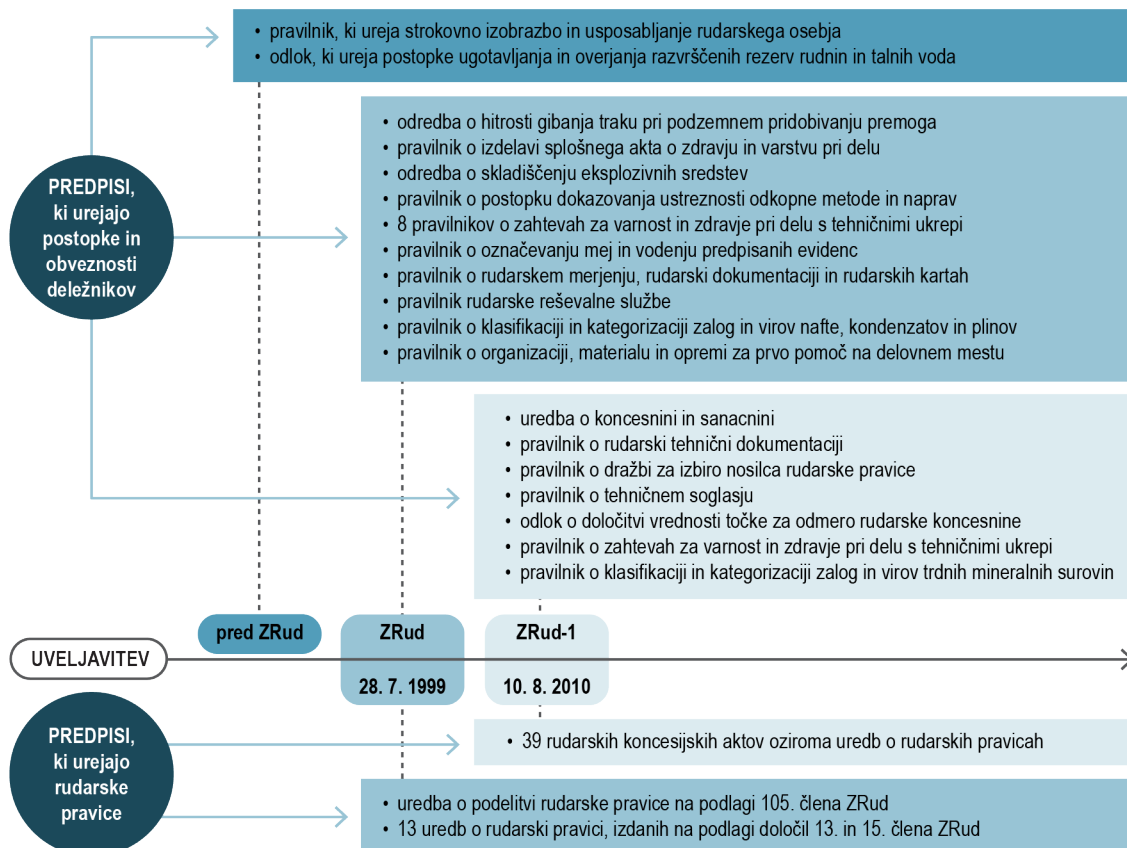 • pravilnik, ki ureja strokovno izobrazbo in usposabljanje rudarskega osebja
• odlok, ki ureja postopke ugotavljanja in overjanja razvrščenih rezerv rudnin in talnih voda
PREDPISI,
ki urejajo
postopke in
obveznosti
deležnikov
• odredba o hitrosti gibanja traku pri podzemnem pridobivanju premoga
• pravilnik o izdelavi splošnega akta o zdravju in varstvu pri delu
• odredba o skladiščenju eksplozivnih sredstev
• pravilnik o postopku dokazovanja ustreznosti odkopne metode in naprav
• 8 pravilnikov o zahtevah za varnost in zdravje pri delu s tehničnimi ukrepi
• pravilnik o označevanju mej in vodenju predpisanih evidenc
• pravilnik o rudarskem merjenju, rudarski dokumentaciji in rudarskih kartah
• pravilnik rudarske reševalne službe
• pravilnik o klasifikaciji in kategorizaciji zalog in virov nafte, kondenzatov in plinov
• pravilnik o organizaciji, materialu in opremi za prvo pomoč na delovnem mestu
• uredba o koncesnini in sanacnini
• pravilnik o rudarski tehnični dokumentaciji
• pravilnik o dražbi za izbiro nosilca rudarske pravice
• pravilnik o tehničnem soglasju
• odlok o določitvi vrednosti točke za odmero rudarske koncesnine
• pravilnik o zahtevah za varnost in zdravje pri delu s tehničnimi ukrepi
• pravilnik o klasifikaciji in kategorizaciji zalog in virov trdnih mineralnih surovin
UVELJAVITEV
pred ZRud
ZRud
28. 7. 1999
ZRud-1
10. 8. 2010
PREDPISI,
ki urejajo
rudarske
pravice
• 39 rudarskih koncesijskih aktov oziroma uredb o rudarskih pravicah
• uredba o podelitvi rudarske pravice na podlagi 105. člena ZRud
• 13 uredb o rudarski pravici, izdanih na podlagi določil 13. in 15. člena ZRud